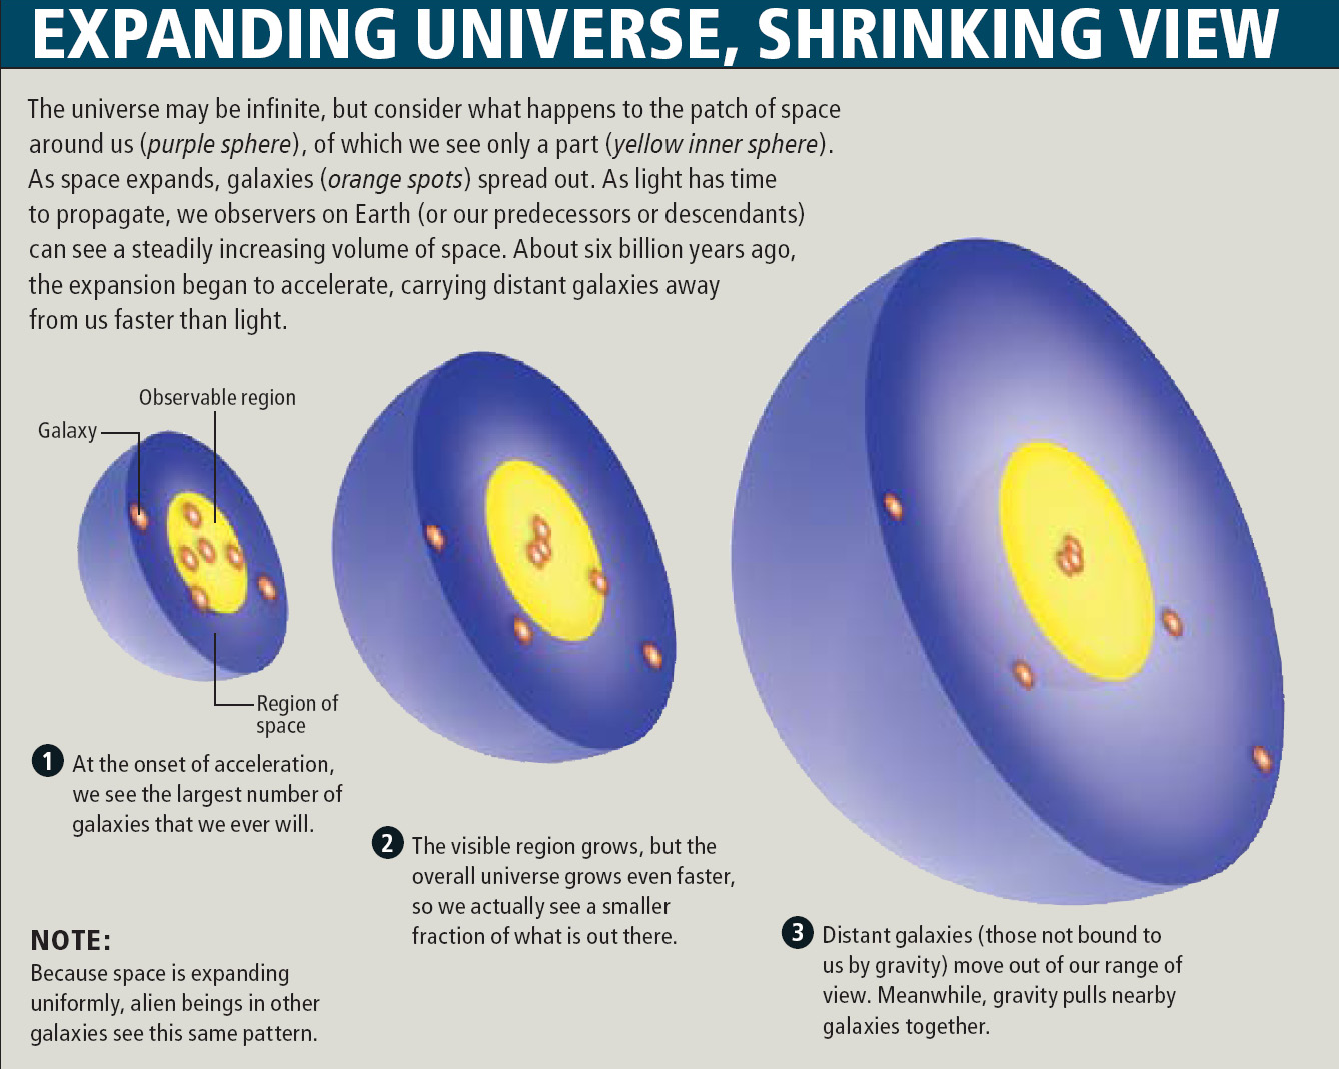 EXPANDING UNIVERSE, SHRINKING VIEW
The universe may be infinite, but consider what happens to the patch of space
around us (purple sphere), of which we see only a part (yellow inner sphere).
As space expands, galaxies (orange spots) spread out. As light has time
to propagate, we observers on Earth (or our predecessors or descendants)
can see a steadily increasing volume of space. About six billion years ago,
the expansion began to accelerate, carrying distant galaxies away
from us faster than light.
Observable region
Galaxy
Region of
space
1 At the onset of acceleration,
we see the largest number of
galaxies that we ever will.
2 The visible region grows, but the
overall universe grows even faster,
so we actually see a smaller
fraction of what is out there.
3 Distant galaxies (those not bound to
us by gravity) move out of our range of
view. Meanwhile, gravity pulls nearby
galaxies together.
NOTE:
Because space is expanding
uniformly, alien beings in other
galaxies see this same pattern.